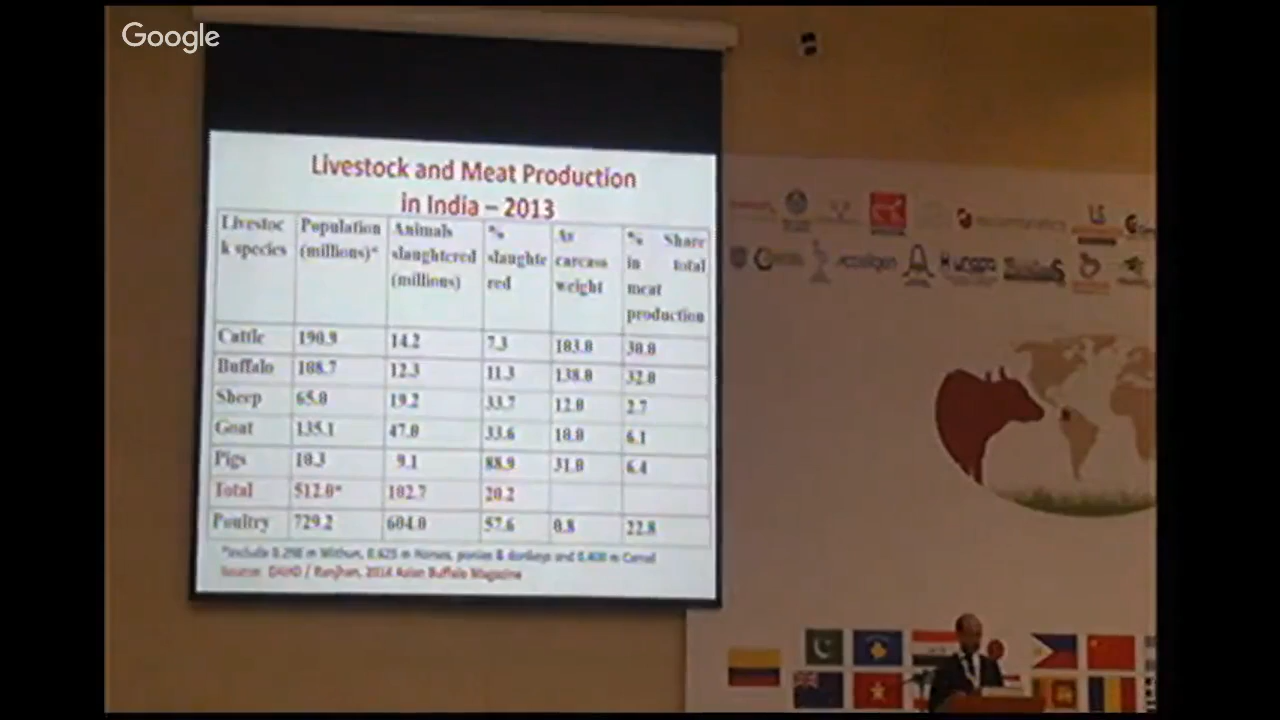 Google
Livestock and Meat Production
in India – 2013
Livestoc
k species
Population
(millions)*
Animals
slaughtered
(millions)
%
slaughte
red
As
carcass
weight
% Share
in total
meat
production
Cattle 190.9 14.2 7.3 103.0 30.0
Buffalo 108.7 12.3 11.3 138.0 32.0
Sheep 65.0 19.2 33.7 12.0 2.7
Goat 135.1 47.0 33.6 10.0 6.1
Pigs 10.3 9.1 88.9 31.0 6.4
Total 512.0* 102.7 20.2
Poultry 729.2 604.0 57.6 0.8 22.8
*Include 0.298 m Mithun, 0.625 m Horses, ponies & donkeys and 0.400 m Camel
Source: DAHD / Ranjhan, 2014 Asian Buffalo Magazine